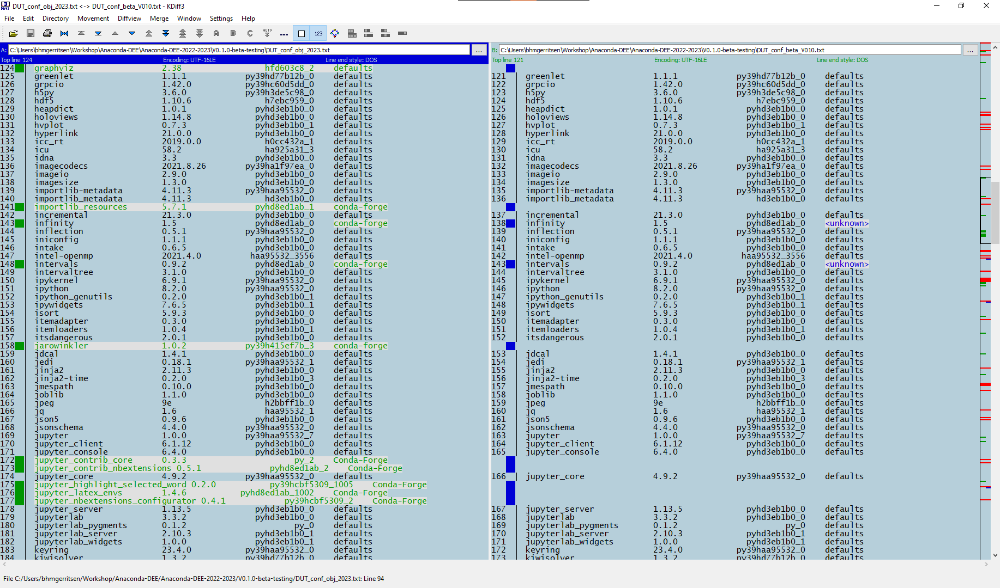 DUT_conf_obj_2023.txt <-> DUT_conf_beta_V010.txt - KDiff3
File Edit Directory Movement Diffview Merge Window Settings Help
A B C AUTO 123
A: C:\Users\bhmgerritsen\Workshop\Anaconda-DEE\Anaconda-DEE-2022-2023\V0.1.0-beta-testing\DUT_conf_obj_2023.txt ...
Top line 124 Encoding: UTF-16LE Line end style: DOS
124 graphviz 2.38 hfd603c8_2 defaults
125 greenlet 1.1.1 py39hd77b12b_0 defaults
126 grpcio 1.42.0 py39hc60d5dd_0 defaults
127 h5py 3.6.0 py39h3de5c98_0 defaults
128 hdf5 1.10.6 h7ebc959_0 defaults
129 heapdict 1.0.1 pyhd3eb1b0_0 defaults
130 holoviews 1.14.8 pyhd3eb1b0_0 defaults
131 hvplot 0.7.3 pyhd3eb1b0_1 defaults
132 hyperlink 21.0.0 pyhd3eb1b0_0 defaults
133 icc_rt 2019.0.0 h0cc432a_1 defaults
134 icu 58.2 ha925a31_3 defaults
135 idna 3.3 pyhd3eb1b0_0 defaults
136 imagecodecs 2021.8.26 py39ha1f97ea_0 defaults
137 imageio 2.9.0 pyhd3eb1b0_0 defaults
138 imagesize 1.3.0 pyhd3eb1b0_0 defaults
139 importlib-metadata 4.11.3 py39haa95532_0 defaults
140 importlib_metadata 4.11.3 hd3eb1b0_0 defaults
141 importlib_resources 5.7.1 pyhd8ed1ab_1 conda-forge
142 incremental 21.3.0 pyhd3eb1b0_0 defaults
143 infinity 1.5 pyhd8ed1ab_0 conda-forge
144 inflection 0.5.1 py39haa95532_0 defaults
145 iniconfig 1.1.1 pyhd3eb1b0_0 defaults
146 intake 0.6.5 pyhd3eb1b0_0 defaults
147 intel-openmp 2021.4.0 haa95532_3556 defaults
148 intervals 0.9.2 pyhd8ed1ab_0 conda-forge
149 intervaltree 3.1.0 pyhd3eb1b0_0 defaults
150 ipykernel 6.9.1 py39haa95532_0 defaults
151 ipython 8.2.0 py39haa95532_0 defaults
152 ipython_genutils 0.2.0 pyhd3eb1b0_1 defaults
153 ipywidgets 7.6.5 pyhd3eb1b0_1 defaults
154 isort 5.9.3 pyhd3eb1b0_0 defaults
155 itemadapter 0.3.0 pyhd3eb1b0_0 defaults
156 itemloaders 1.0.4 pyhd3eb1b0_1 defaults
157 itsdangerous 2.0.1 pyhd3eb1b0_0 defaults
158 jarowinkler 1.0.2 py39h415ef7b_3 conda-forge
159 jdcal 1.4.1 pyhd3eb1b0_0 defaults
160 jedi 0.18.1 py39haa95532_1 defaults
161 jinja2 2.11.3 pyhd3eb1b0_0 defaults
162 jinja2-time 0.2.0 pyhd3eb1b0_3 defaults
163 jmespath 0.10.0 pyhd3eb1b0_0 defaults
164 joblib 1.1.0 pyhd3eb1b0_0 defaults
165 jpeg 9e h2bbff1b_0 defaults
166 jq 1.6 haa95532_1 defaults
167 json5 0.9.6 pyhd3eb1b0_0 defaults
168 jsonschema 4.4.0 py39haa95532_0 defaults
169 jupyter 1.0.0 py39haa95532_7 defaults
170 jupyter_client 6.1.12 pyhd3eb1b0_0 defaults
171 jupyter_console 6.4.0 pyhd3eb1b0_0 defaults
172 jupyter_contrib_core 0.3.3 py_2 Conda-Forge
173 jupyter_contrib_nbextensions 0.5.1 pyhd8ed1ab_2 Conda-Forge
174 jupyter_core 4.9.2 py39haa95532_0 defaults
175 jupyter_highlight_selected_word 0.2.0 py39hcbf5309_1005 Conda-Forge
176 jupyter_latex_envs 1.4.6 pyhd8ed1ab_1002 Conda-Forge
177 jupyter_nbextensions_configurator 0.4.1 py39hcbf5309_2 Conda-Forge
178 jupyter_server 1.13.5 pyhd3eb1b0_0 defaults
179 jupyterlab 3.3.2 pyhd3eb1b0_0 defaults
180 jupyterlab_pygments 0.1.2 py_0 defaults
181 jupyterlab_server 2.10.3 pyhd3eb1b0_1 defaults
182 jupyterlab_widgets 1.0.0 pyhd3eb1b0_1 defaults
183 keyring 23.4.0 py39haa95532_0 defaults
184 kiwisolver 1.3.2 py39hd77b12b_0 defaults
B: C:\Users\bhmgerritsen\Workshop\Anaconda-DEE\Anaconda-DEE-2022-2023\V0.1.0-beta-testing\DUT_conf_beta_V010.txt ...
Top line 121 Encoding: UTF-16LE Line end style: DOS
121 greenlet 1.1.1 py39hd77b12b_0 defaults
122 grpcio 1.42.0 py39hc60d5dd_0 defaults
123 h5py 3.6.0 py39h3de5c98_0 defaults
124 hdf5 1.10.6 h7ebc959_0 defaults
125 heapdict 1.0.1 pyhd3eb1b0_0 defaults
126 holoviews 1.14.8 pyhd3eb1b0_0 defaults
127 hvplot 0.7.3 pyhd3eb1b0_1 defaults
128 hyperlink 21.0.0 pyhd3eb1b0_0 defaults
129 icc_rt 2019.0.0 h0cc432a_1 defaults
130 icu 58.2 ha925a31_3 defaults
131 idna 3.3 pyhd3eb1b0_0 defaults
132 imagecodecs 2021.8.26 py39ha1f97ea_0 defaults
133 imageio 2.9.0 pyhd3eb1b0_0 defaults
134 imagesize 1.3.0 pyhd3eb1b0_0 defaults
135 importlib-metadata 4.11.3 py39haa95532_0 defaults
136 importlib_metadata 4.11.3 hd3eb1b0_0 defaults
137 incremental 21.3.0 pyhd3eb1b0_0 defaults
138 infinity 1.5 pyhd8ed1ab_0 <unknown>
139 inflection 0.5.1 py39haa95532_0 defaults
140 iniconfig 1.1.1 pyhd3eb1b0_0 defaults
141 intake 0.6.5 pyhd3eb1b0_0 defaults
142 intel-openmp 2021.4.0 haa95532_3556 defaults
143 intervals 0.9.2 pyhd8ed1ab_0 <unknown>
144 intervaltree 3.1.0 pyhd3eb1b0_0 defaults
145 ipykernel 6.9.1 py39haa95532_0 defaults
146 ipython 8.2.0 py39haa95532_0 defaults
147 ipython_genutils 0.2.0 pyhd3eb1b0_1 defaults
148 ipywidgets 7.6.5 pyhd3eb1b0_1 defaults
149 isort 5.9.3 pyhd3eb1b0_0 defaults
150 itemadapter 0.3.0 pyhd3eb1b0_0 defaults
151 itemloaders 1.0.4 pyhd3eb1b0_1 defaults
152 itsdangerous 2.0.1 pyhd3eb1b0_0 defaults
153 jdcal 1.4.1 pyhd3eb1b0_0 defaults
154 jedi 0.18.1 py39haa95532_1 defaults
155 jinja2 2.11.3 pyhd3eb1b0_0 defaults
156 jinja2-time 0.2.0 pyhd3eb1b0_3 defaults
157 jmespath 0.10.0 pyhd3eb1b0_0 defaults
158 joblib 1.1.0 pyhd3eb1b0_0 defaults
159 jpeg 9e h2bbff1b_0 defaults
160 jq 1.6 haa95532_1 defaults
161 json5 0.9.6 pyhd3eb1b0_0 defaults
162 jsonschema 4.4.0 py39haa95532_0 defaults
163 jupyter 1.0.0 py39haa95532_7 defaults
164 jupyter_client 6.1.12 pyhd3eb1b0_0 defaults
165 jupyter_console 6.4.0 pyhd3eb1b0_0 defaults
166 jupyter_core 4.9.2 py39haa95532_0 defaults
167 jupyter_server 1.13.5 pyhd3eb1b0_0 defaults
168 jupyterlab 3.3.2 pyhd3eb1b0_0 defaults
169 jupyterlab_pygments 0.1.2 py_0 defaults
170 jupyterlab_server 2.10.3 pyhd3eb1b0_1 defaults
171 jupyterlab_widgets 1.0.0 pyhd3eb1b0_1 defaults
172 keyring 23.4.0 py39haa95532_0 defaults
173 kiwisolver 1.3.2 py39hd77b12b_0 defaults
File C:/Users/bhmgerritsen/Workshop/Anaconda-DEE/Anaconda-DEE-2022-2023/V0.1.0-beta-testing/DUT_conf_obj_2023.txt: Line 94